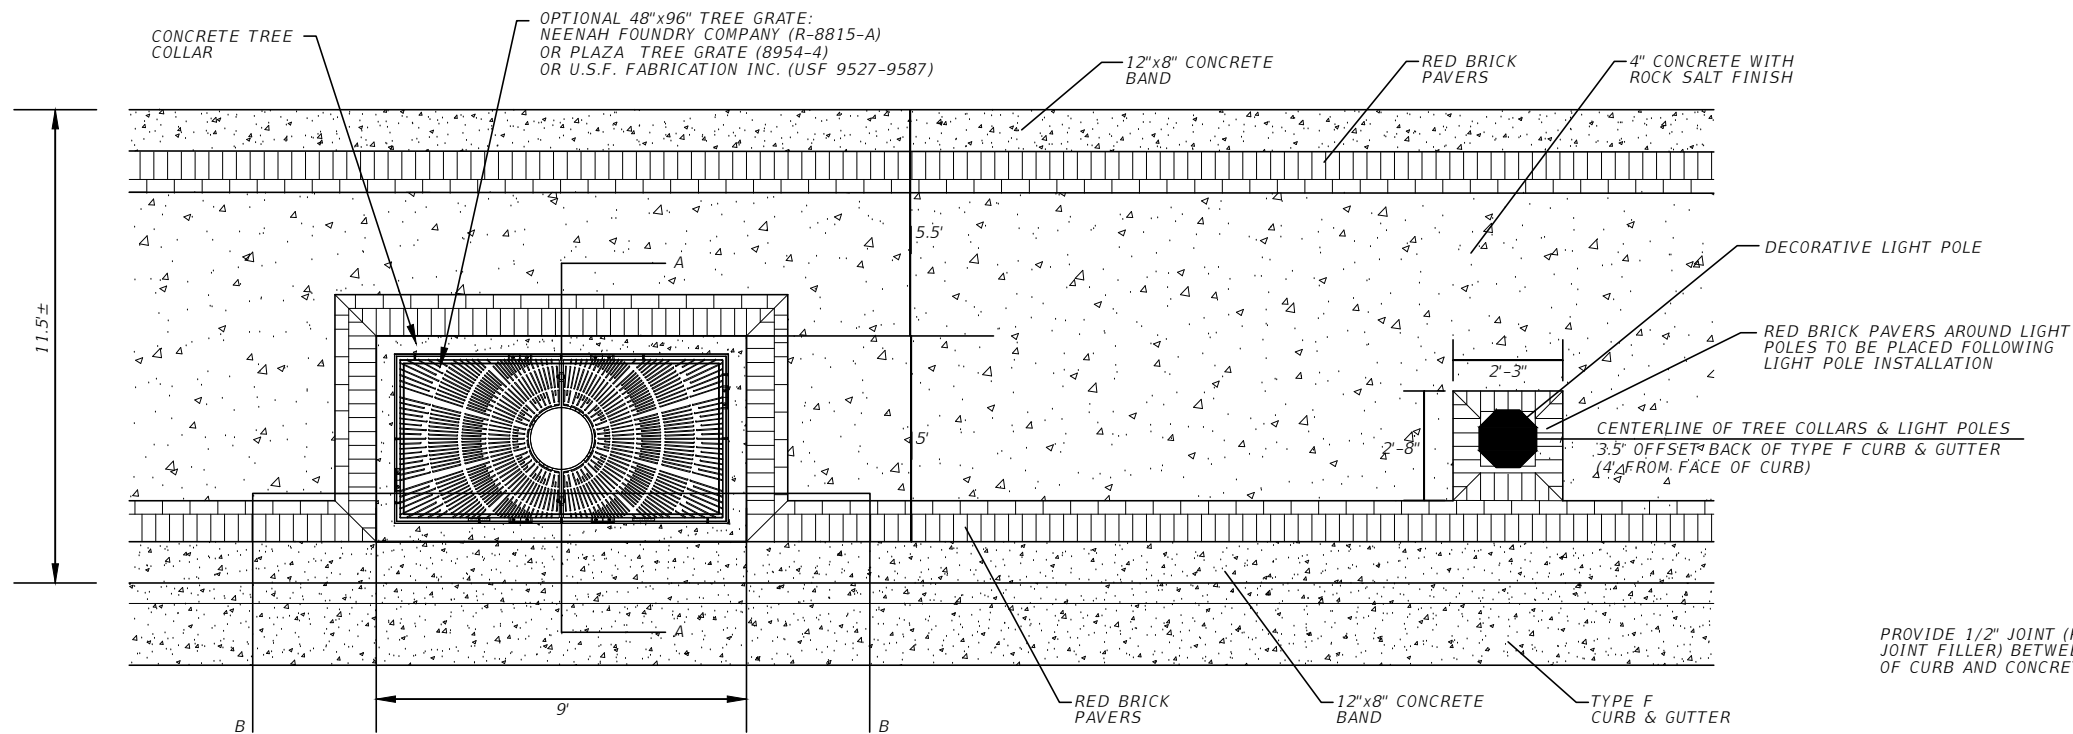 OPTIONAL 48"x96" TREE GRATE:
NEENAH FOUNDRY COMPANY (R-8815-A)
OR PLAZA TREE GRATE (8954-4)
OR U.S.F. FABRICATION INC. (USF 9527-9587)
CONCRETE TREE
COLLAR
12"x8" CONCRETE
BAND
RED BRICK
PAVERS
4" CONCRETE WITH
ROCK SALT FINISH
5.5'
A
DECORATIVE LIGHT POLE
11.5'±
RED BRICK PAVERS AROUND LIGHT
POLES TO BE PLACED FOLLOWING
LIGHT POLE INSTALLATION
2'-3"
5'
2'-8"
CENTERLINE OF TREE COLLARS & LIGHT POLES
3.5' OFFSET BACK OF TYPE F CURB & GUTTER
(4' FROM FACE OF CURB)
A
PROVIDE 1/2" JOINT (
JOINT FILLER)
OF CURB AND
9'
B
B
RED BRICK
PAVERS
12"x8" CONCRETE
BAND
TYPE F
CURB & GUTTER